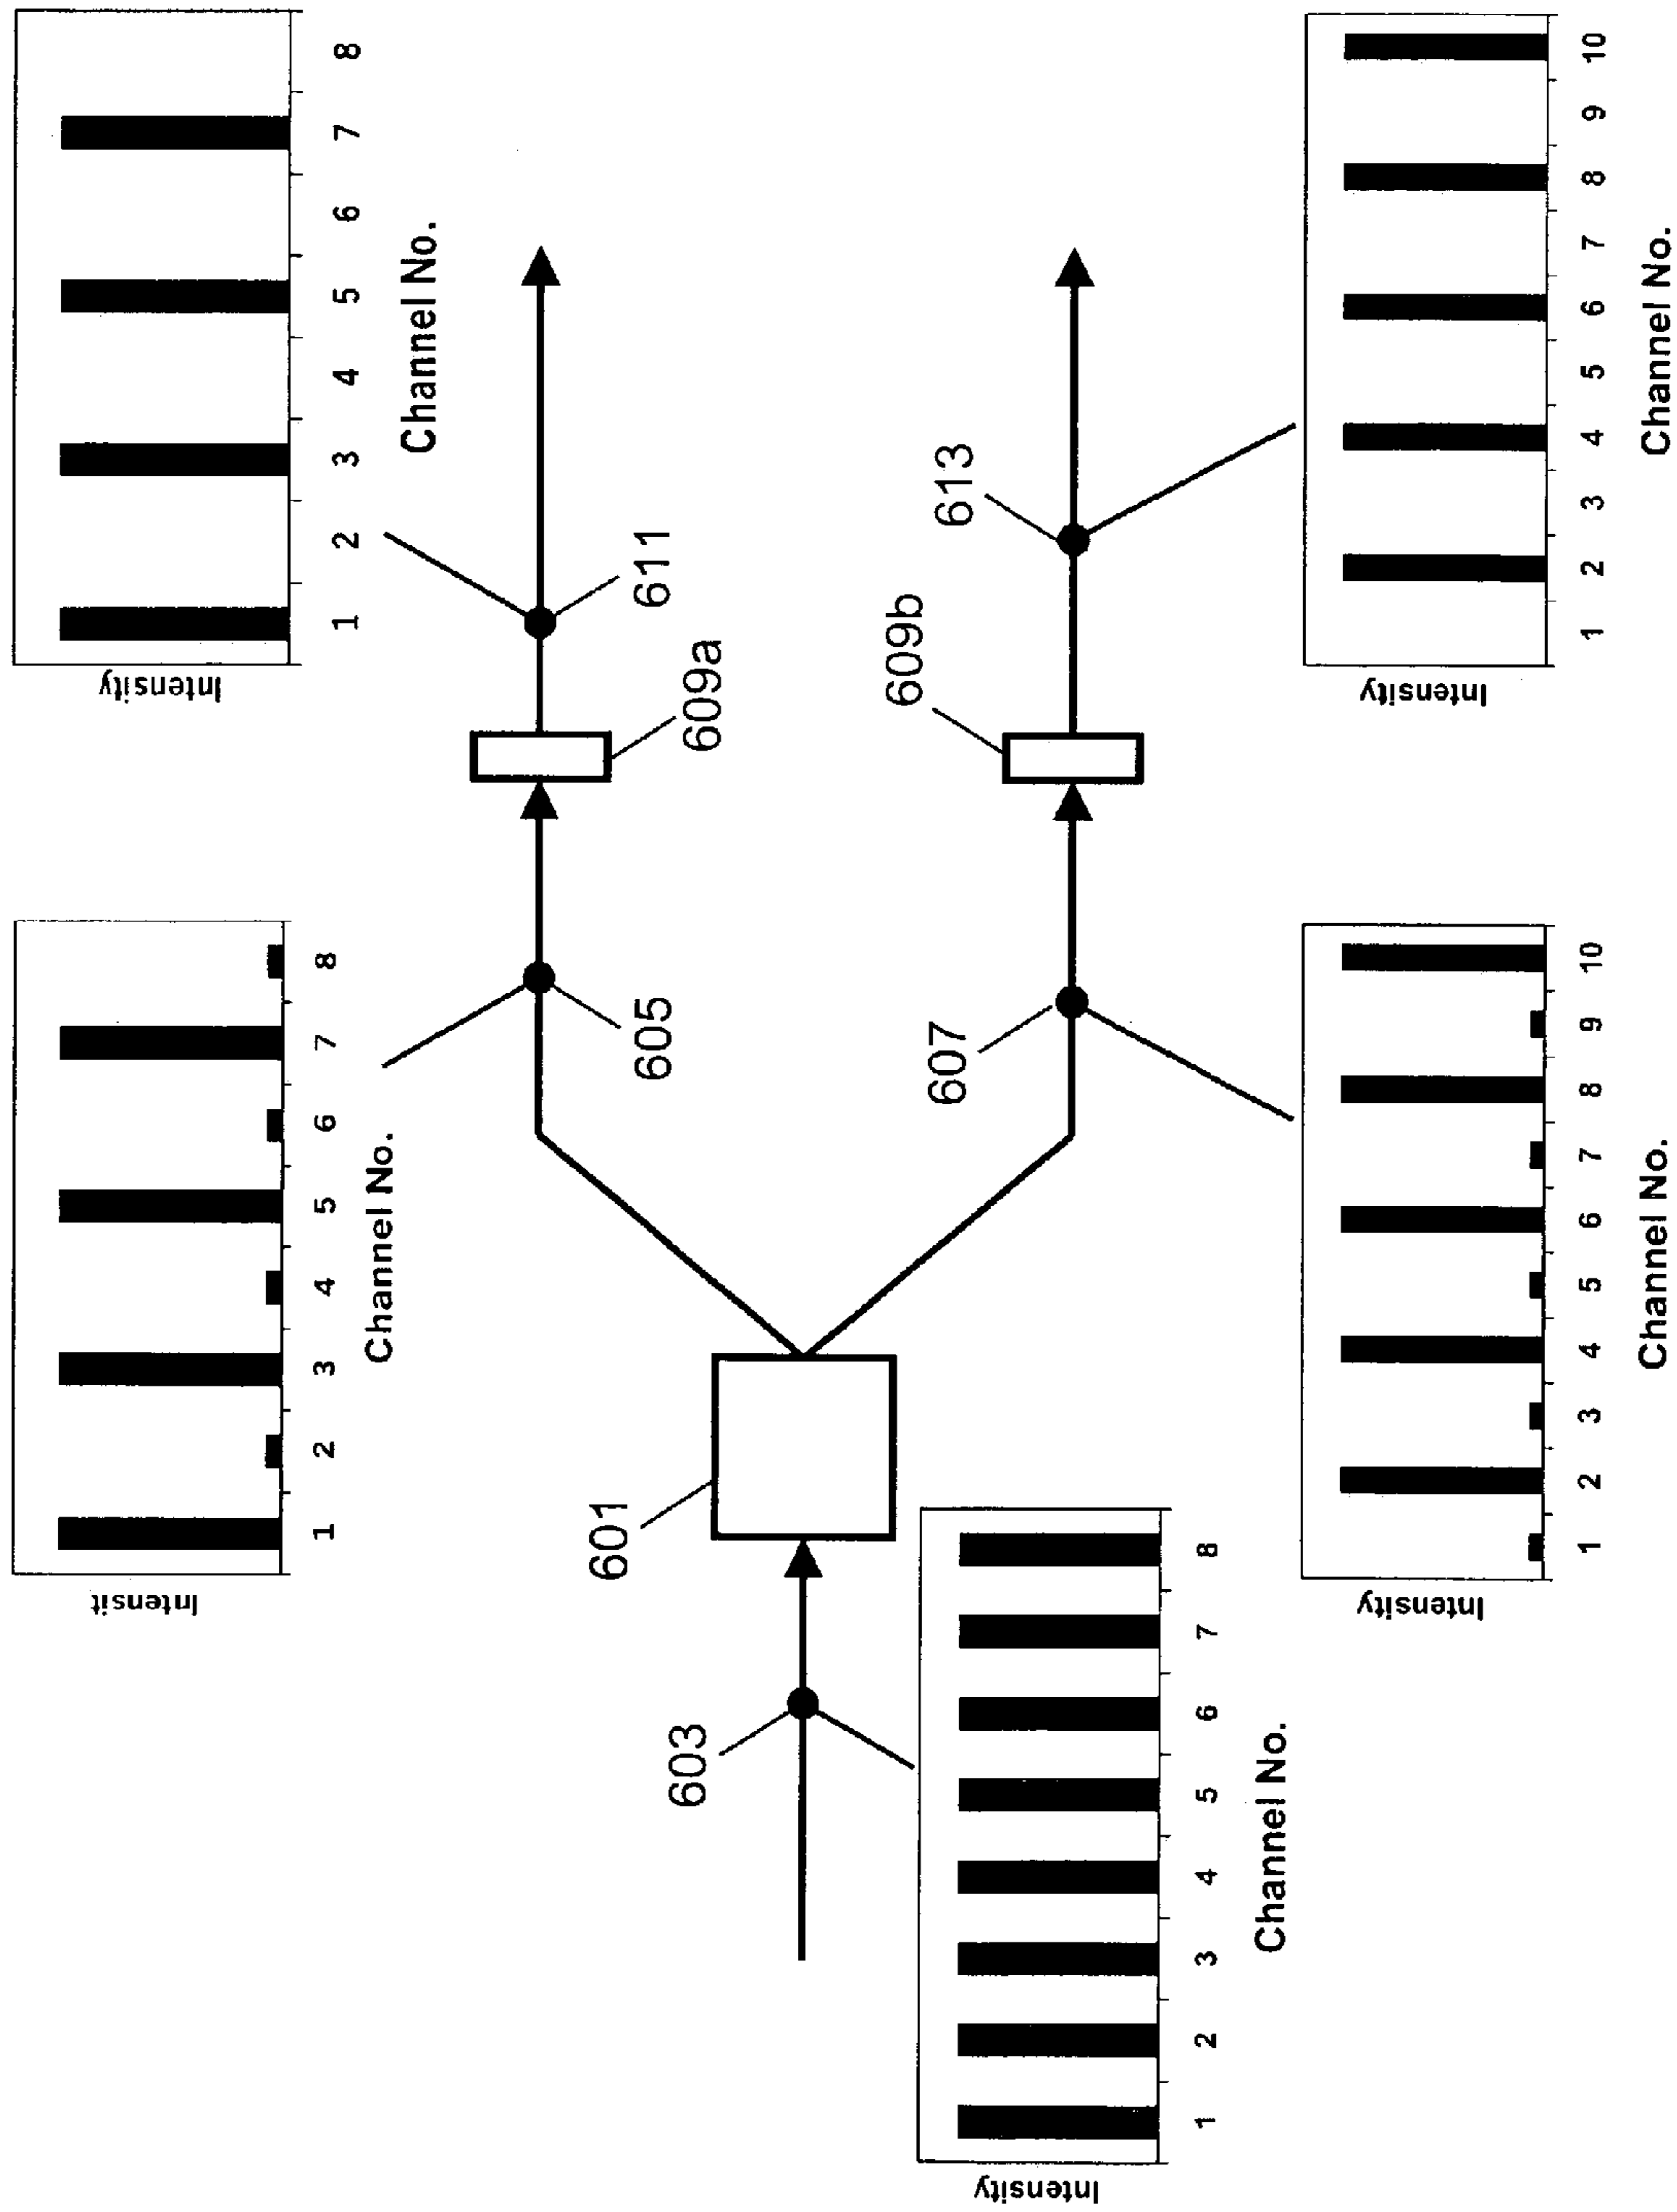 Intensity
1 2 3 4 5 6 7 8
Channel No.
603
601
Intensit
1 2 3 4 5 6 7 8
Channel No.
605
Intensity
1 2 3 4 5 6 7 8 9 10
Channel No.
607
609a
609b
Intensity
1 2 3 4 5 6 7 8
Channel No.
611
613
Intensity
1 2 3 4 5 6 7 8 9 10
Channel No.